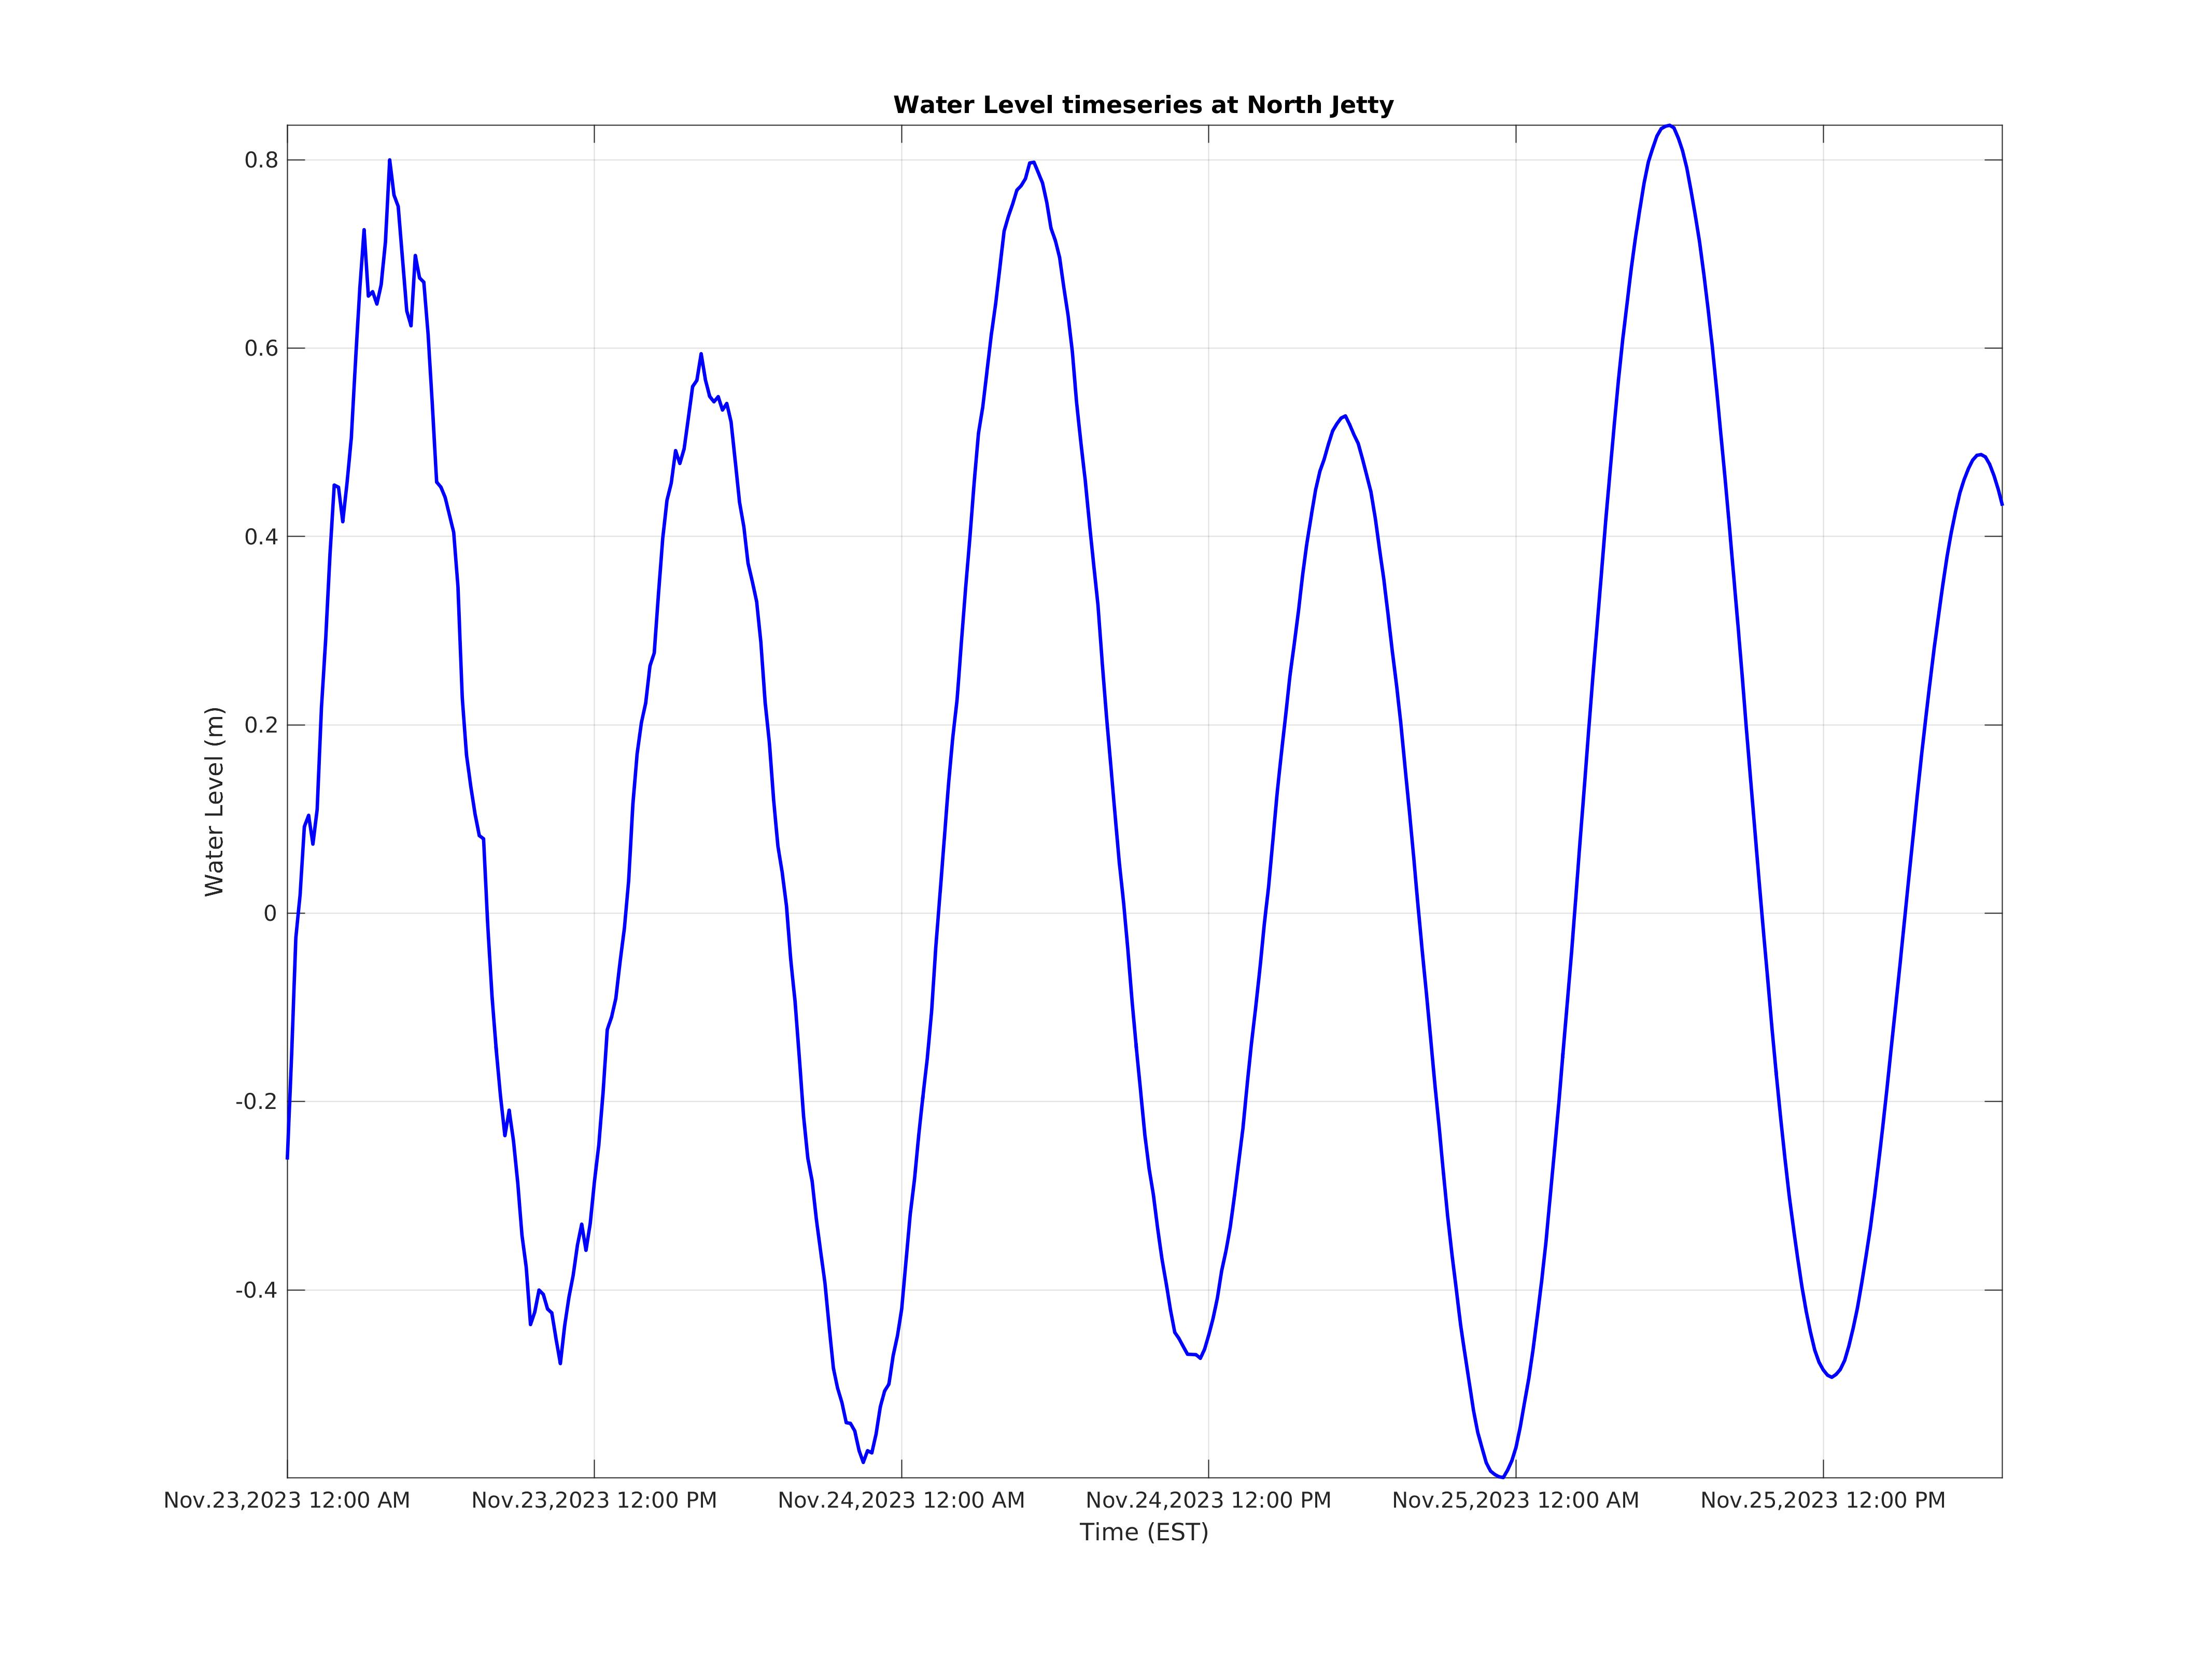 Water Level timeseries at North Jetty
0.8
0.6
0.4
0.2
0
-0.2
-0.4
Water Level (m)
Nov.23,2023 12:00 AM
Nov.23,2023 12:00 PM
Nov.24,2023 12:00 AM
Nov.24,2023 12:00 PM
Nov.25,2023 12:00 AM
Nov.25,2023 12:00 PM
Time (EST)